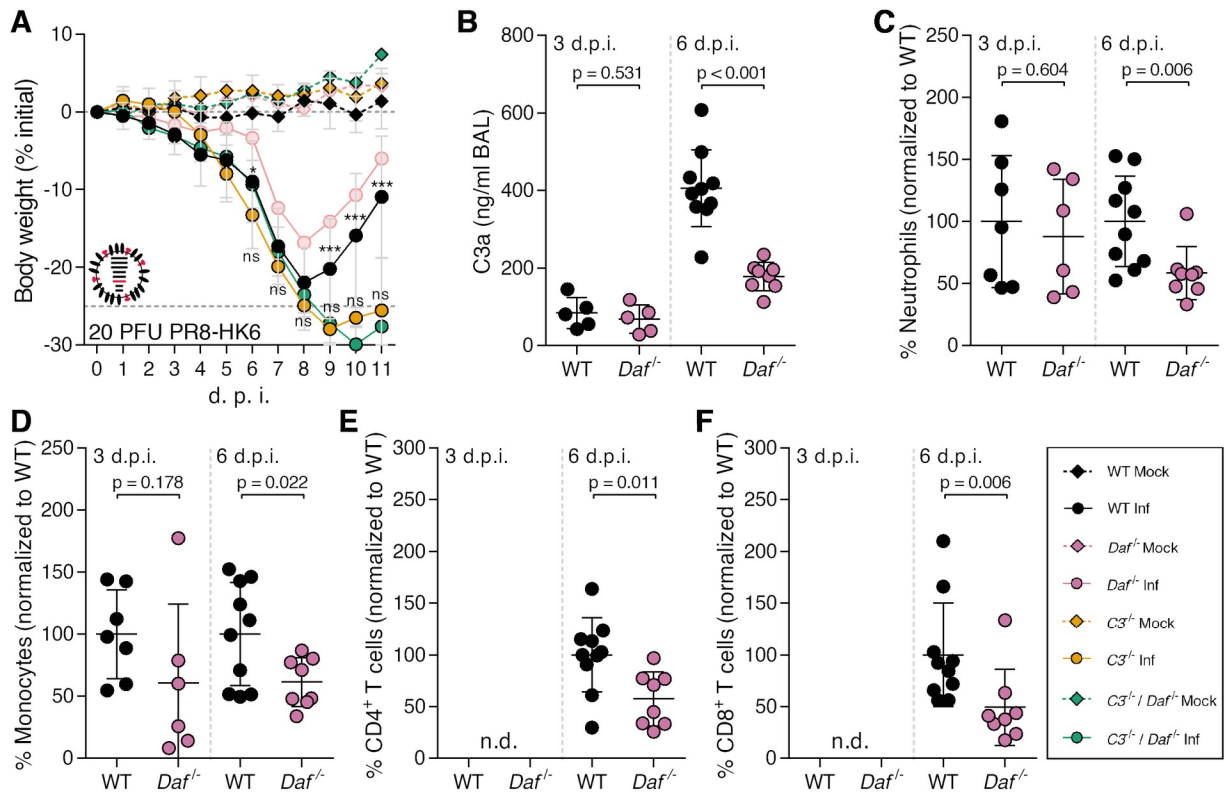 A
Body weight (% initial)
10
0
-10
-20
-30
*
***
***
***
ns
ns
ns
ns
ns
ns
20 PFU PR8-HK6
0 1 2 3 4 5 6 7 8 9 10 11
d. p. i.
B
C3a (ng/ml BAL)
800
600
400
200
0
3 d.p.i. 6 d.p.i.
p = 0.531 p < 0.001
WT Daf-/- WT Daf-/-
C
% Neutrophils (normalized to WT)
250
200
150
100
50
0
3 d.p.i. 6 d.p.i.
p = 0.604 p = 0.006
WT Daf-/- WT Daf-/-
D
% Monocytes (normalized to WT)
250
200
150
100
50
0
3 d.p.i. 6 d.p.i.
p = 0.178 p = 0.022
WT Daf-/- WT Daf-/-
E
% CD4+ T cells (normalized to WT)
300
250
200
150
100
50
0
3 d.p.i. 6 d.p.i.
p = 0.011
n.d.
WT Daf-/- WT Daf-/-
F
% CD8+ T cells (normalized to WT)
300
250
200
150
100
50
0
3 d.p.i. 6 d.p.i.
p = 0.006
n.d.
WT Daf-/- WT Daf-/-
WT Mock
WT Inf
Daf-/- Mock
Daf-/- Inf
C3-/- Mock
C3-/- Inf
C3-/- / Daf-/- Mock
C3-/- / Daf-/- Inf